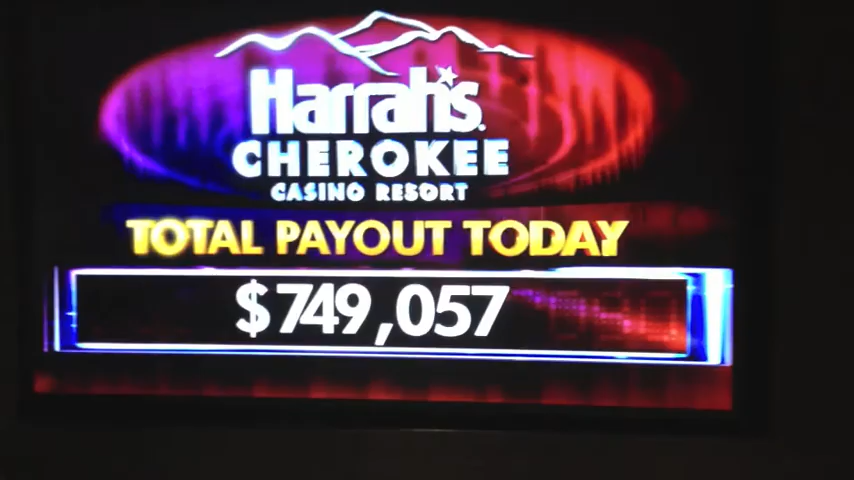 Harrah's
CHEROKEE
CASINO RESORT
TOTAL PAYOUT TODAY
$749,057